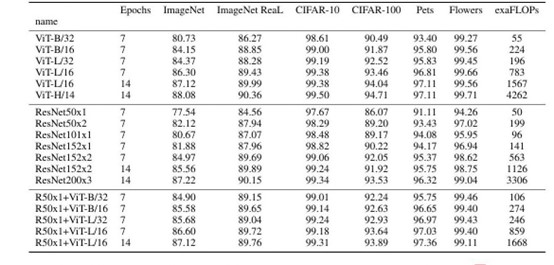 Epochs ImageNet ImageNet ReaL CIFAR-10 CIFAR-100 Pets Flowers exaFLOPs
name
ViT-B/32 7 80.73 86.27 98.61 90.49 93.40 99.27 55
ViT-B/16 7 84.15 88.85 99.00 91.87 95.80 99.56 224
ViT-L/32 7 84.37 88.28 99.19 92.52 95.83 99.45 196
ViT-L/16 7 86.30 89.43 99.38 93.46 96.81 99.66 783
ViT-L/16 14 87.12 89.99 99.38 94.04 97.11 99.56 1567
ViT-H/14 14 88.08 90.36 99.50 94.71 97.11 99.71 4262
ResNet50x1 7 77.54 84.56 97.67 86.07 91.11 94.26 50
ResNet50x2 7 82.12 87.94 98.29 89.20 93.43 97.02 199
ResNet101x1 7 80.67 87.07 98.48 89.17 94.08 95.95 96
ResNet152x1 7 81.88 87.96 98.82 90.22 94.17 96.94 141
ResNet152x2 7 84.97 89.69 99.06 92.05 95.37 98.62 563
ResNet152x2 14 85.56 89.89 99.24 91.92 95.75 98.75 1126
ResNet200x3 14 87.22 90.15 99.34 93.53 96.32 99.04 3306
R50x1+ViT-B/32 7 84.90 89.15 99.01 92.24 95.75 99.46 106
R50x1+ViT-B/16 7 85.58 89.65 99.14 92.63 96.65 99.40 274
R50x1+ViT-L/32 7 85.68 89.04 99.24 92.93 96.97 99.43 246
R50x1+ViT-L/16 7 86.60 89.72 99.18 93.64 97.03 99.40 859
R50x1+ViT-L/16 14 87.12 89.76 99.31 93.89 97.36 99.11 1668